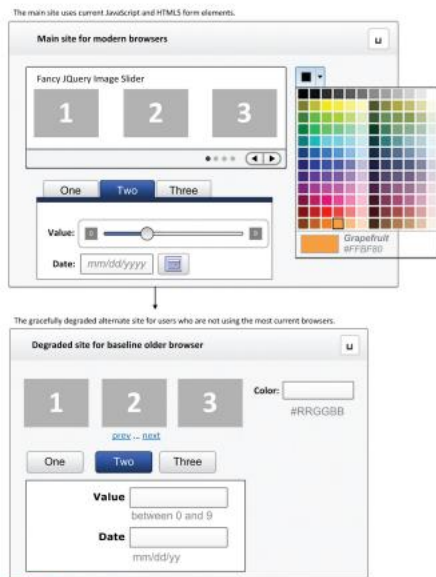 The main site uses current JavaScript and HTML5 form elements.
Main site for modern browsers
u
Fancy JQuery Image Slider
1 2 3
One Two Three
Value: 0 9
Date: mm/dd/yyyy
Grapefruit
#FFBF80
The gracefully degraded alternate site for users who are not using the most current browsers.
Degraded site for baseline older browser
u
1 2 3
Color:
#RRGGBB
prev ... next
One Two Three
Value
between 0 and 9
Date
mm/dd/yy